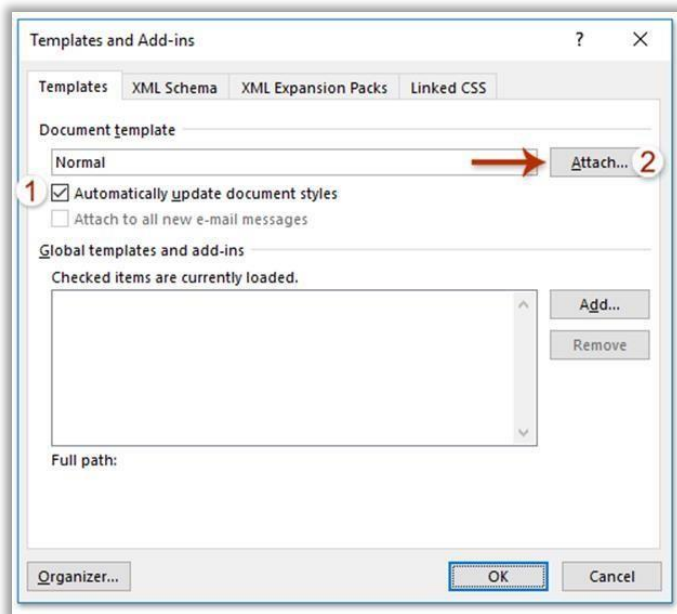 Templates and Add-ins ? X
Templates XML Schema XML Expansion Packs Linked CSS
Document template
Normal Attach... 2
1 Automatically update document styles
Attach to all new e-mail messages
Global templates and add-ins
Checked items are currently loaded.
Add...
Remove
Full path:
Organizer... OK Cancel